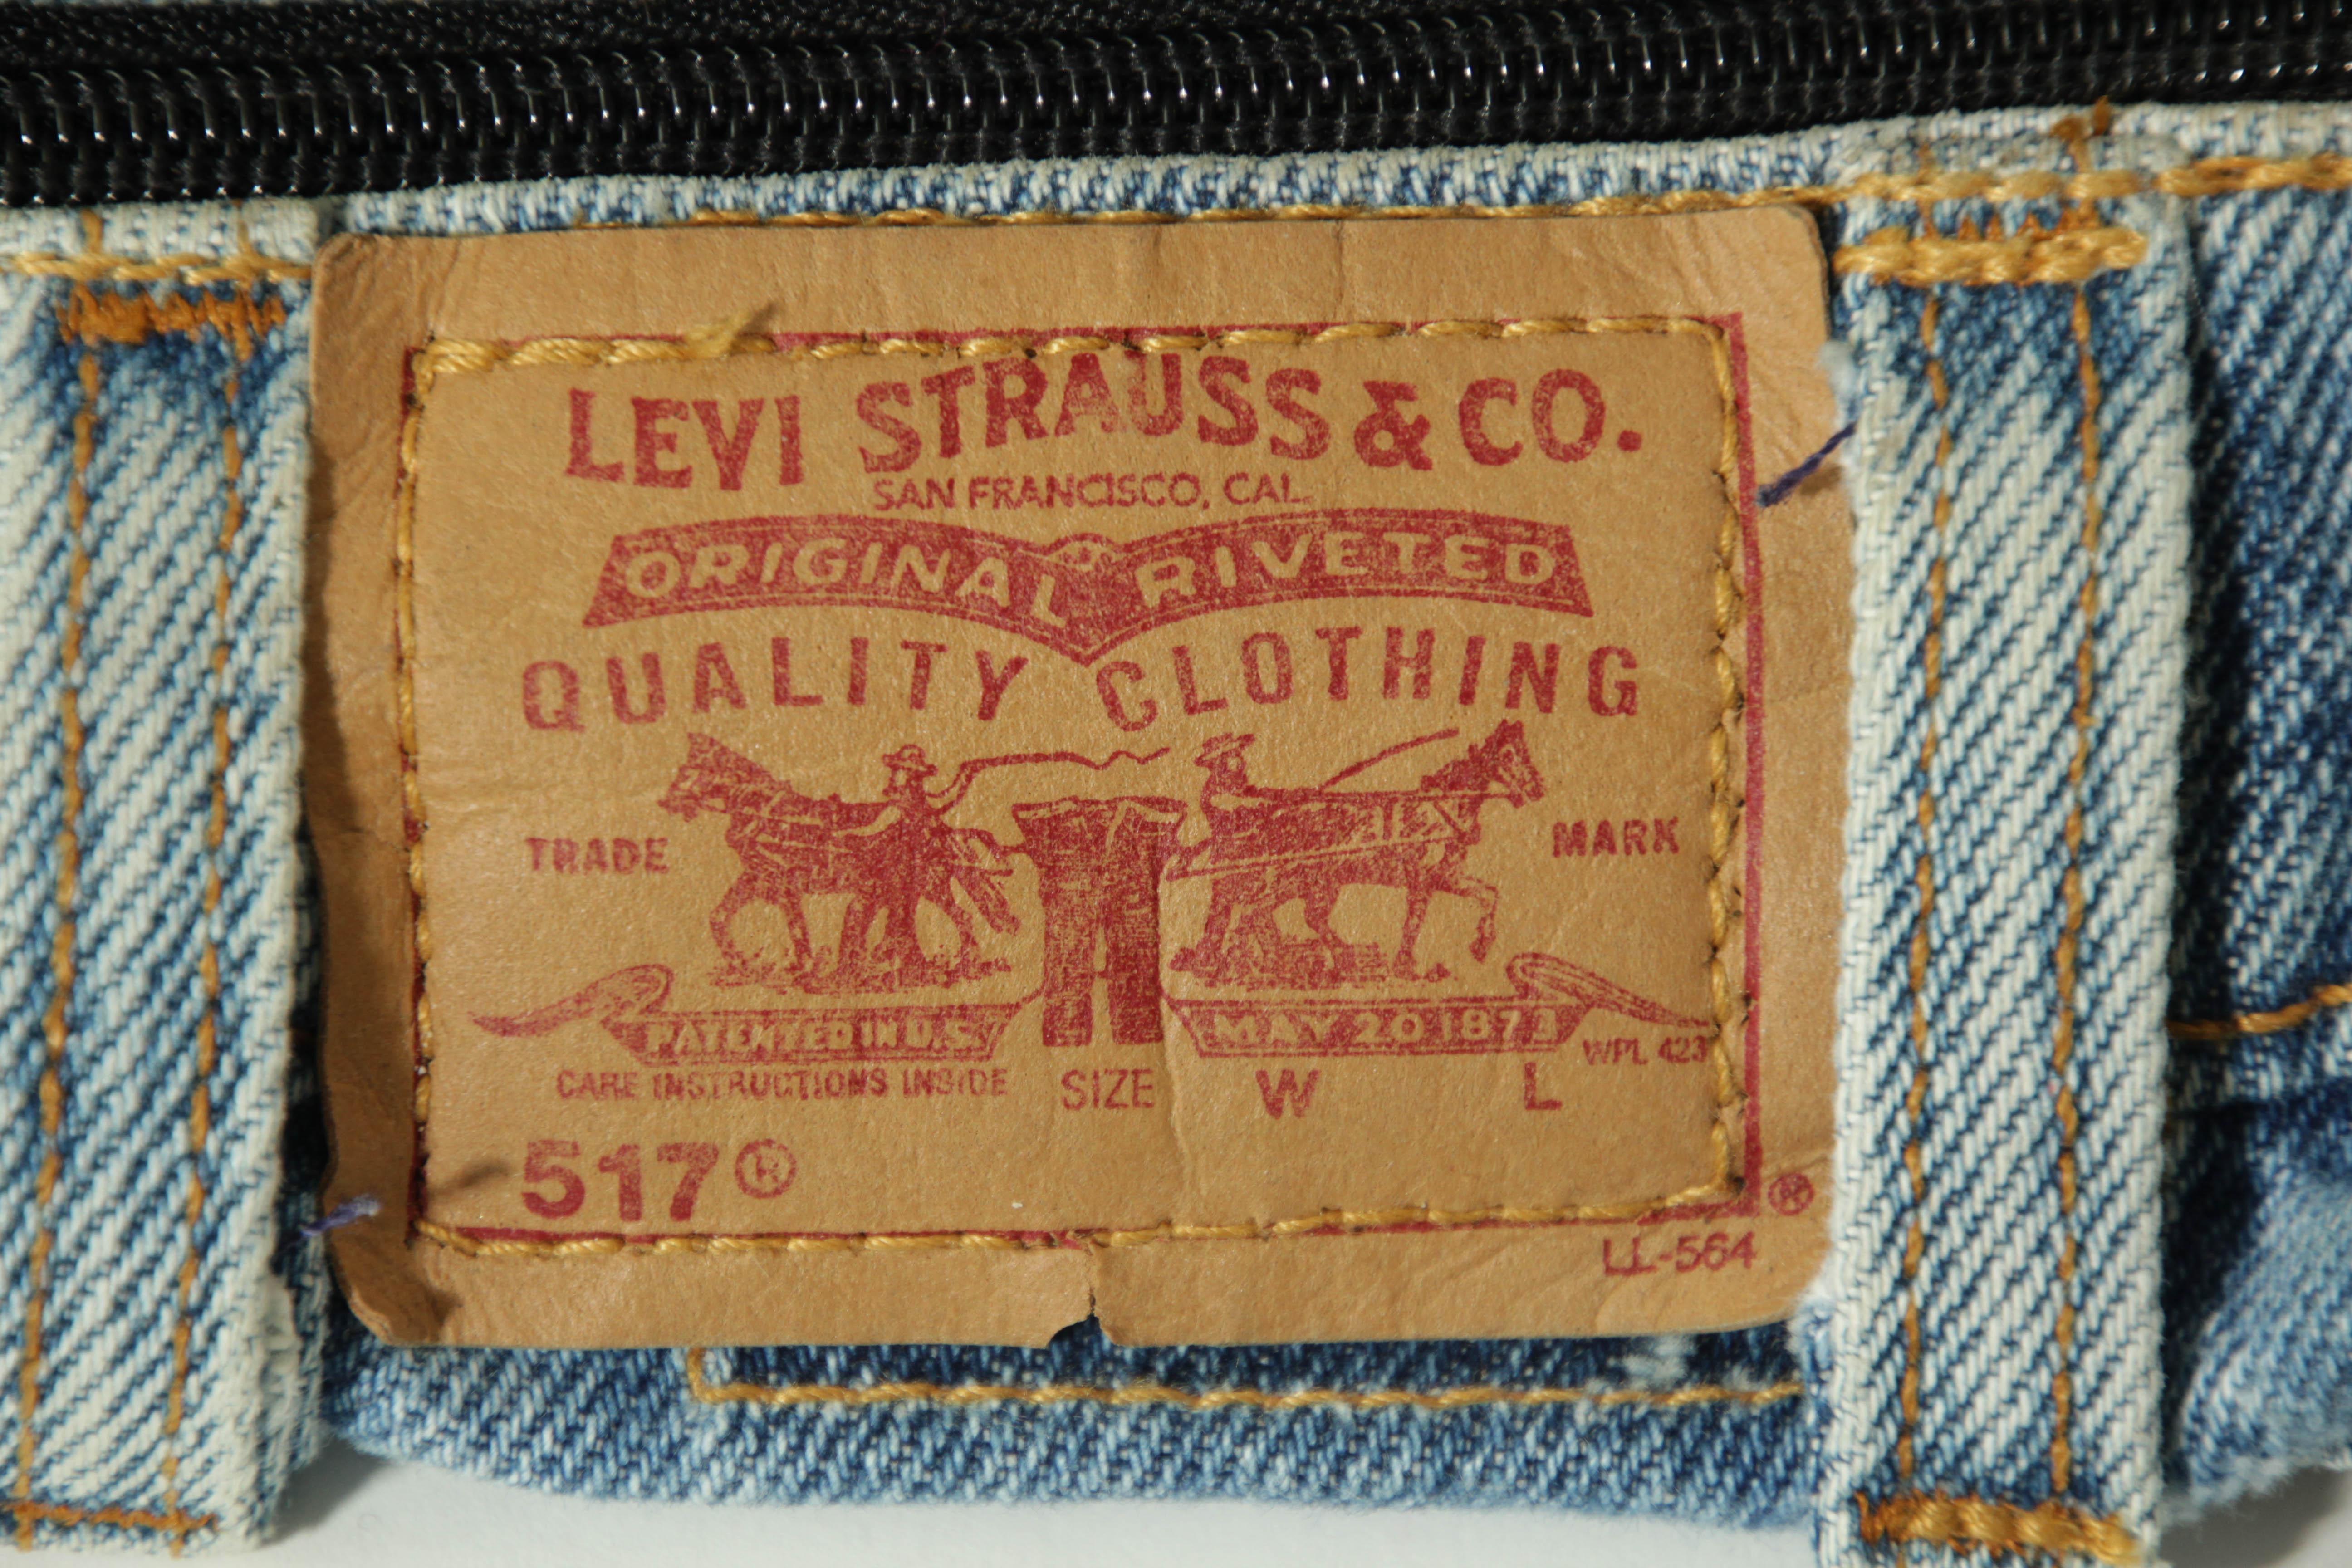 LEVI STRAUSS & CO.
SAN FRANCISCO, CAL.
ORIGINAL RIVETED
QUALITY CLOTHING
TRADE MARK
PATENTED IN U.S. MAY 20 1873
WPL 423
CARE INSTRUCTIONS INSIDE SIZE W L
517®
®
LL-564